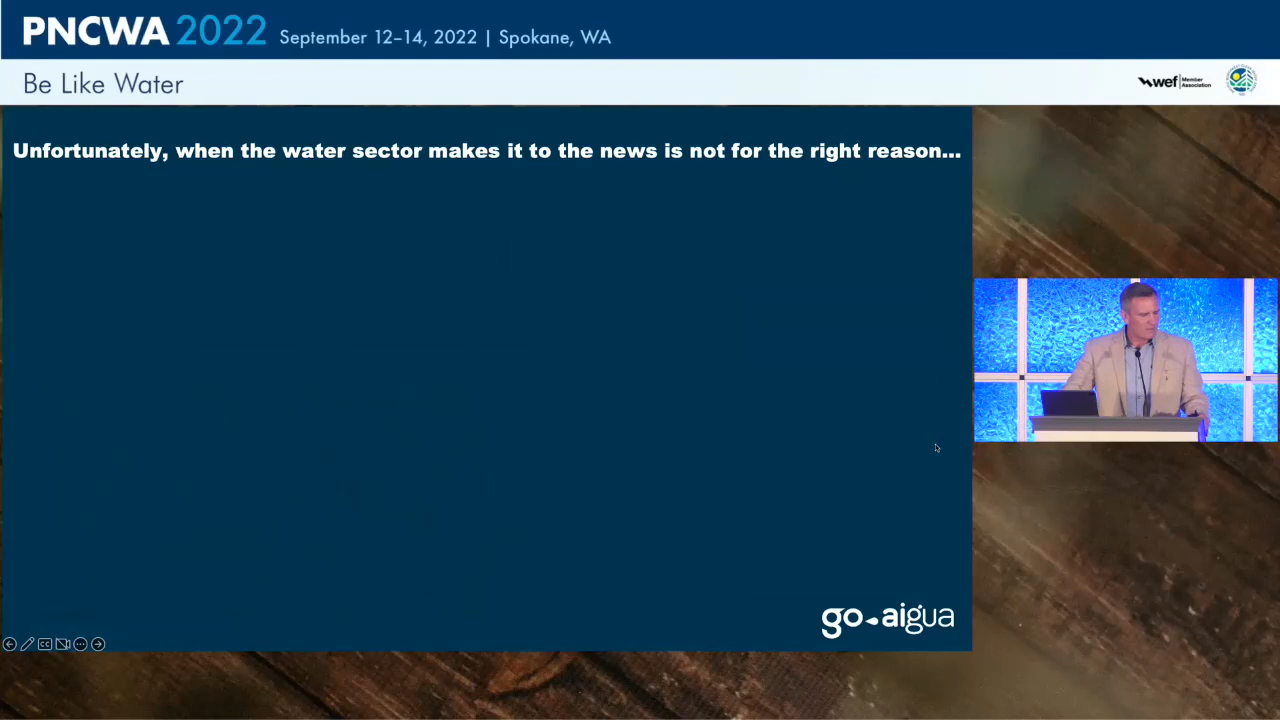 PNCWA 2022 September 12–14, 2022 | Spokane, WA
Be Like Water
wef Member Association
Unfortunately, when the water sector makes it to the news is not for the right reason...
go aigua
CC